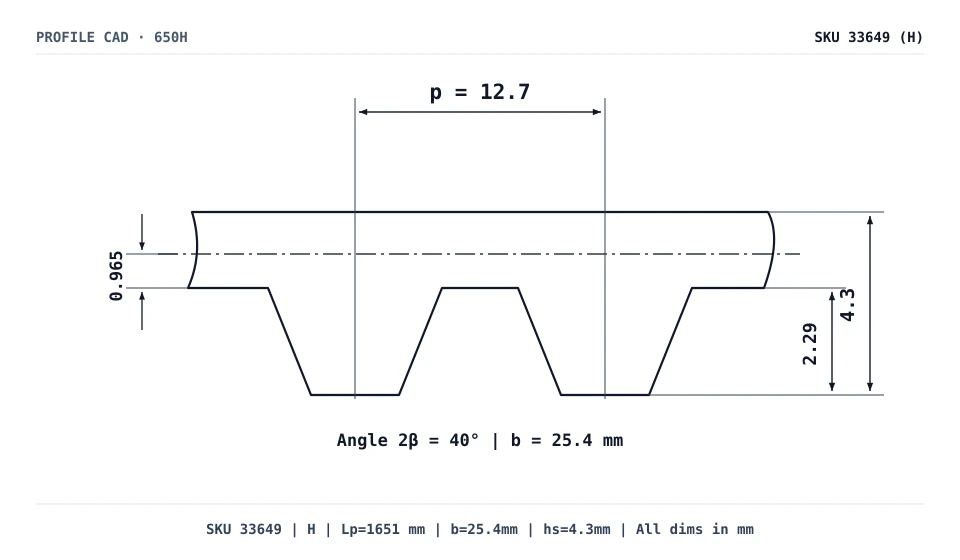 PROFILE CAD · 650H
SKU 33649 (H)
p = 12.7
0.965
4.3
2.29
Angle 2β = 40° | b = 25.4 mm
SKU 33649 | H | Lp=1651 mm | b=25.4mm | hs=4.3mm | All dims in mm